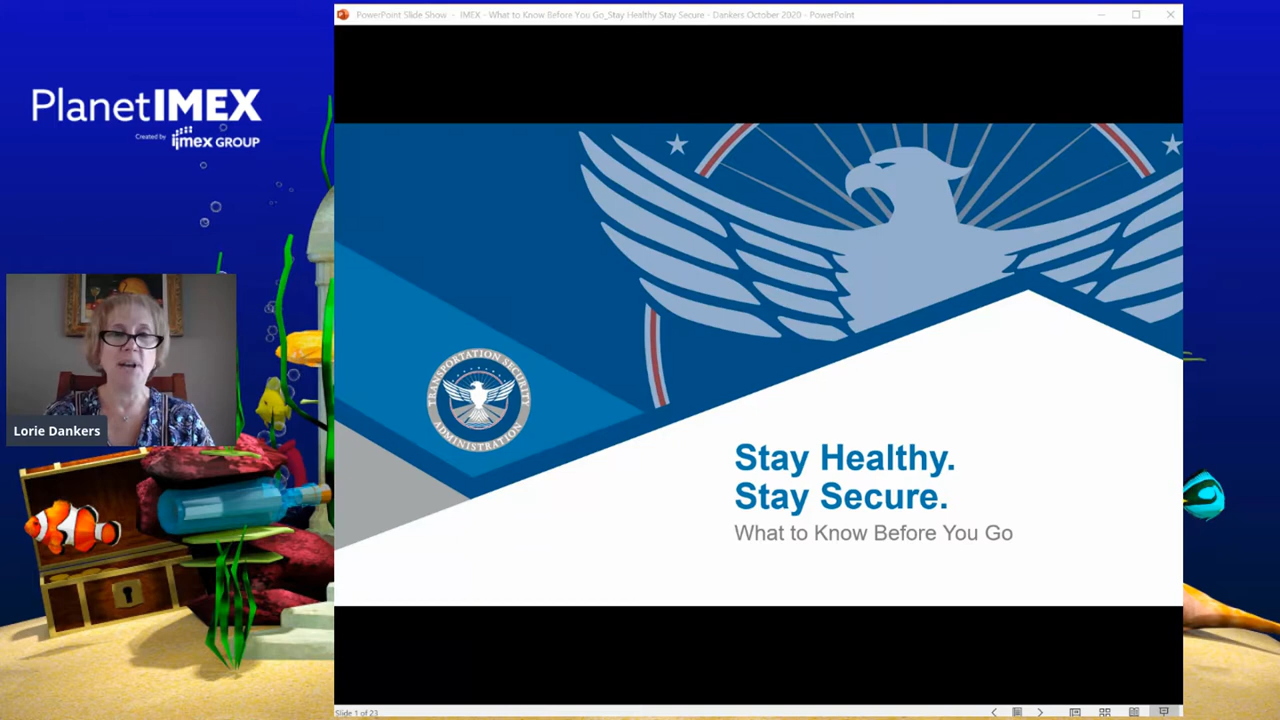 PowerPoint Slide Show - IMEX - What to Know Before You Go_Stay Healthy Stay Secure - Dankers October 2020 - PowerPoint
PlanetIMEX
Created by imex GROUP
TRANSPORTATION SECURITY
ADMINISTRATION
Lorie Dankers
Stay Healthy.
Stay Secure.
What to Know Before You Go
Slide 1 of 23